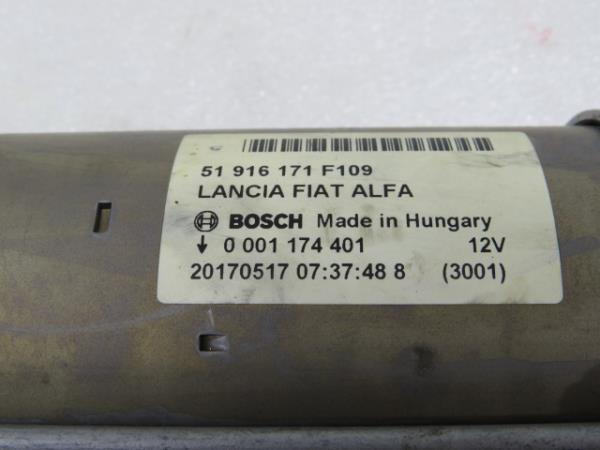 51 916 171 F109
LANCIA FIAT ALFA
BOSCH Made in Hungary
↓ 0 001 174 401 12V
20170517 07:37:48 8 (3001)